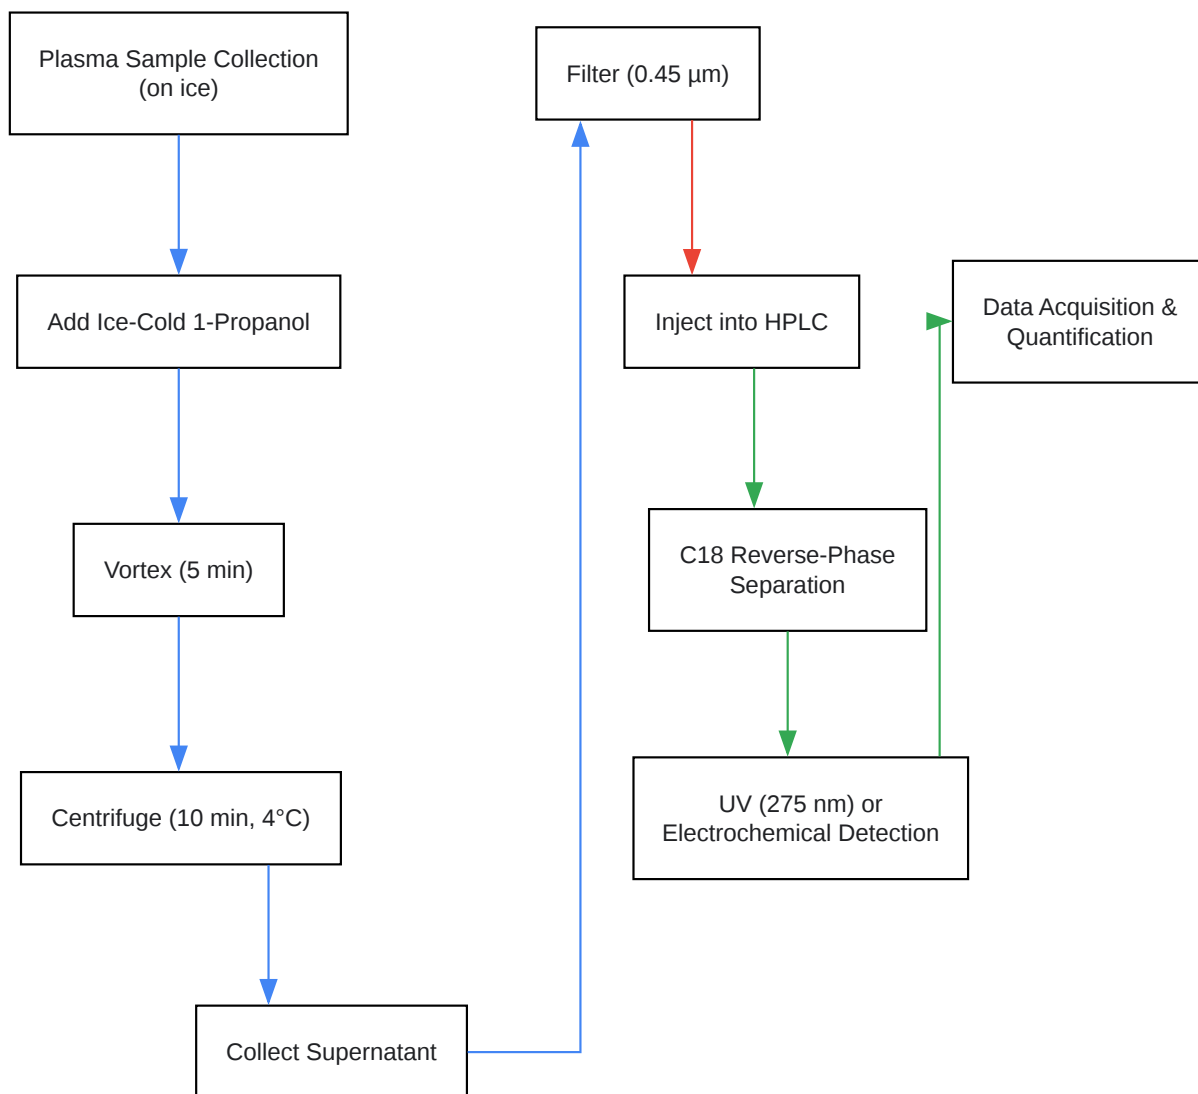 Plasma Sample Collection
(on ice)
Add Ice-Cold 1-Propanol
Vortex (5 min)
Centrifuge (10 min, 4°C)
Collect Supernatant
Filter (0.45 µm)
Inject into HPLC
C18 Reverse-Phase
Separation
UV (275 nm) or
Electrochemical Detection
Data Acquisition &
Quantification